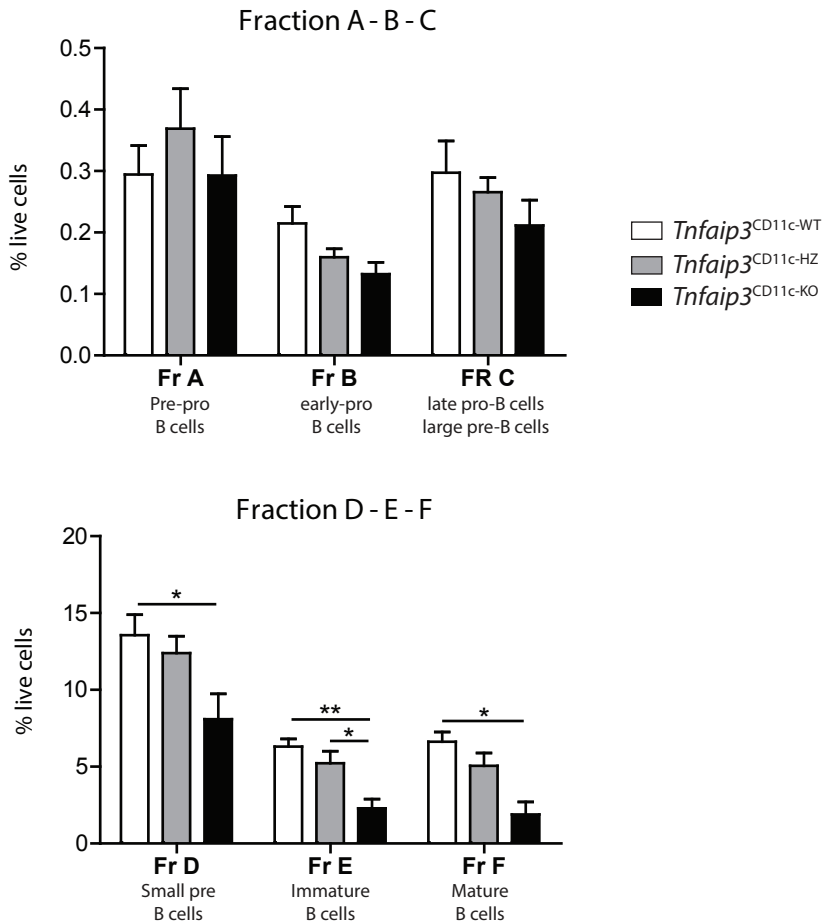 Fraction A - B - C
% live cells
0.5
0.4
0.3
0.2
0.1
0.0
Fr A
Pre-pro
B cells
Fr B
early-pro
B cells
FR C
late pro-B cells
large pre-B cells
Tnfaip3CD11c-WT
Tnfaip3CD11c-HZ
Tnfaip3CD11c-KO
Fraction D - E - F
% live cells
20
15
10
5
0
*
**
*
*
Fr D
Small pre
B cells
Fr E
Immature
B cells
Fr F
Mature
B cells